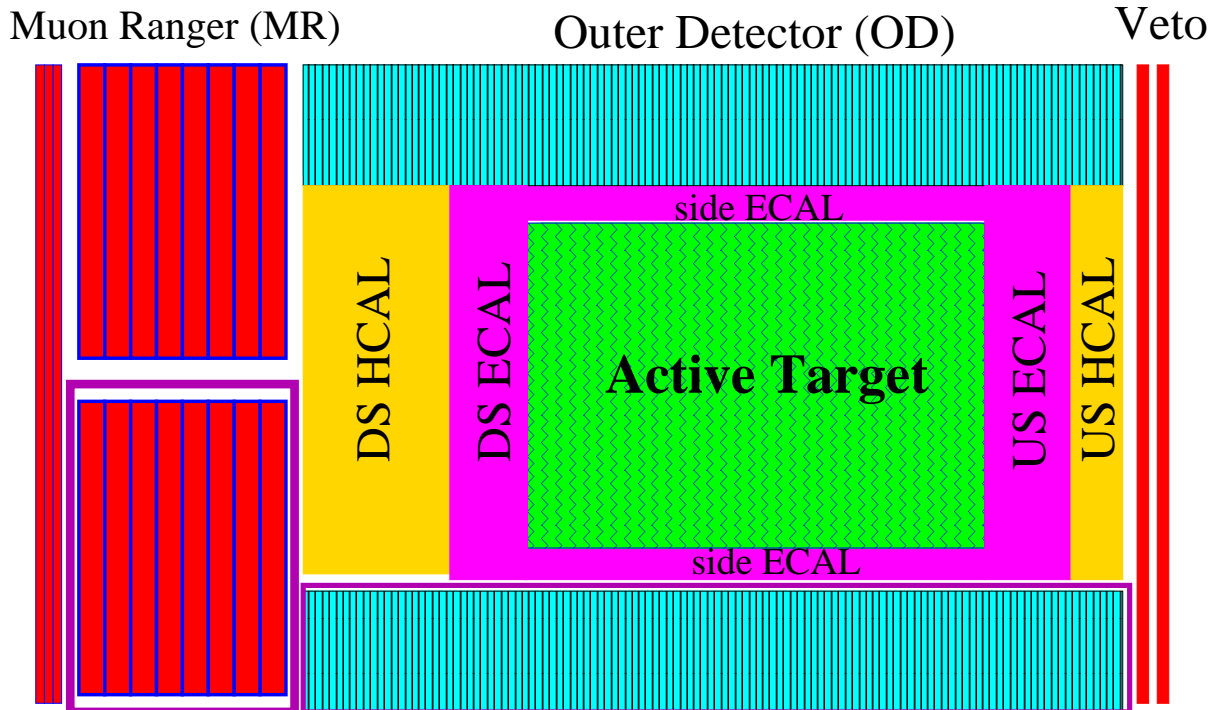 Muon Ranger (MR)
Outer Detector (OD)
Veto
side ECAL
DS HCAL
DS ECAL
Active Target
US ECAL
US HCAL
side ECAL